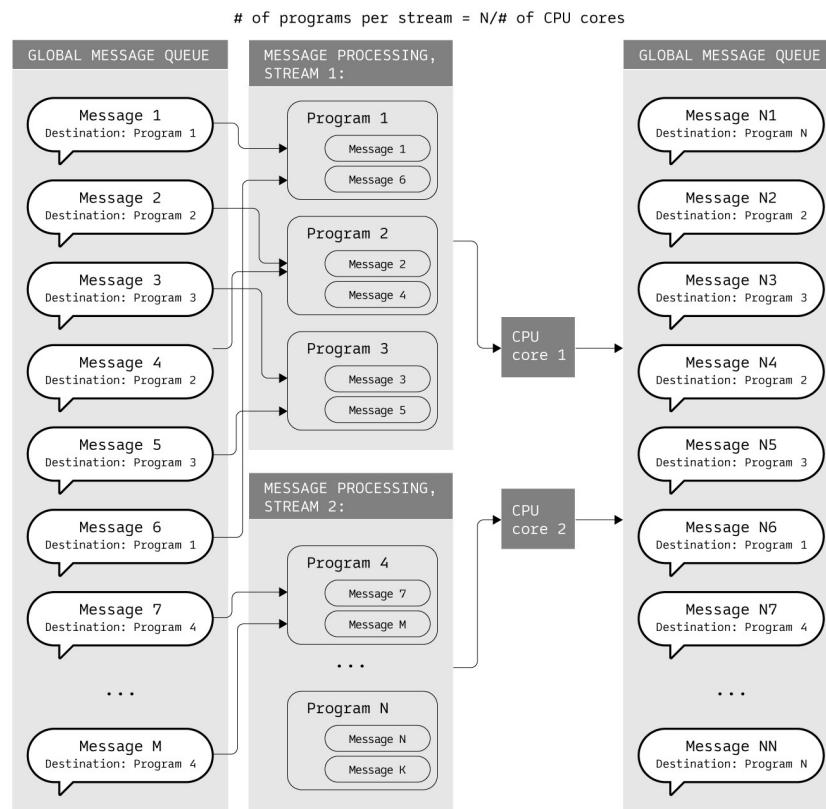 # of programs per stream = N/# of CPU cores
GLOBAL MESSAGE QUEUE
Message 1
Destination: Program 1
Message 2
Destination: Program 2
Message 3
Destination: Program 3
Message 4
Destination: Program 2
Message 5
Destination: Program 3
Message 6
Destination: Program 1
Message 7
Destination: Program 4
...
Message M
Destination: Program 4
MESSAGE PROCESSING,
STREAM 1:
Program 1
Message 1
Message 6
Program 2
Message 2
Message 4
Program 3
Message 3
Message 5
MESSAGE PROCESSING,
STREAM 2:
Program 4
Message 7
Message M
...
Program N
Message N
Message K
CPU
core 1
CPU
core 2
GLOBAL MESSAGE QUEUE
Message N1
Destination: Program N
Message N2
Destination: Program 2
Message N3
Destination: Program 3
Message N4
Destination: Program 2
Message N5
Destination: Program 3
Message N6
Destination: Program 1
Message N7
Destination: Program 4
...
Message NN
Destination: Program N